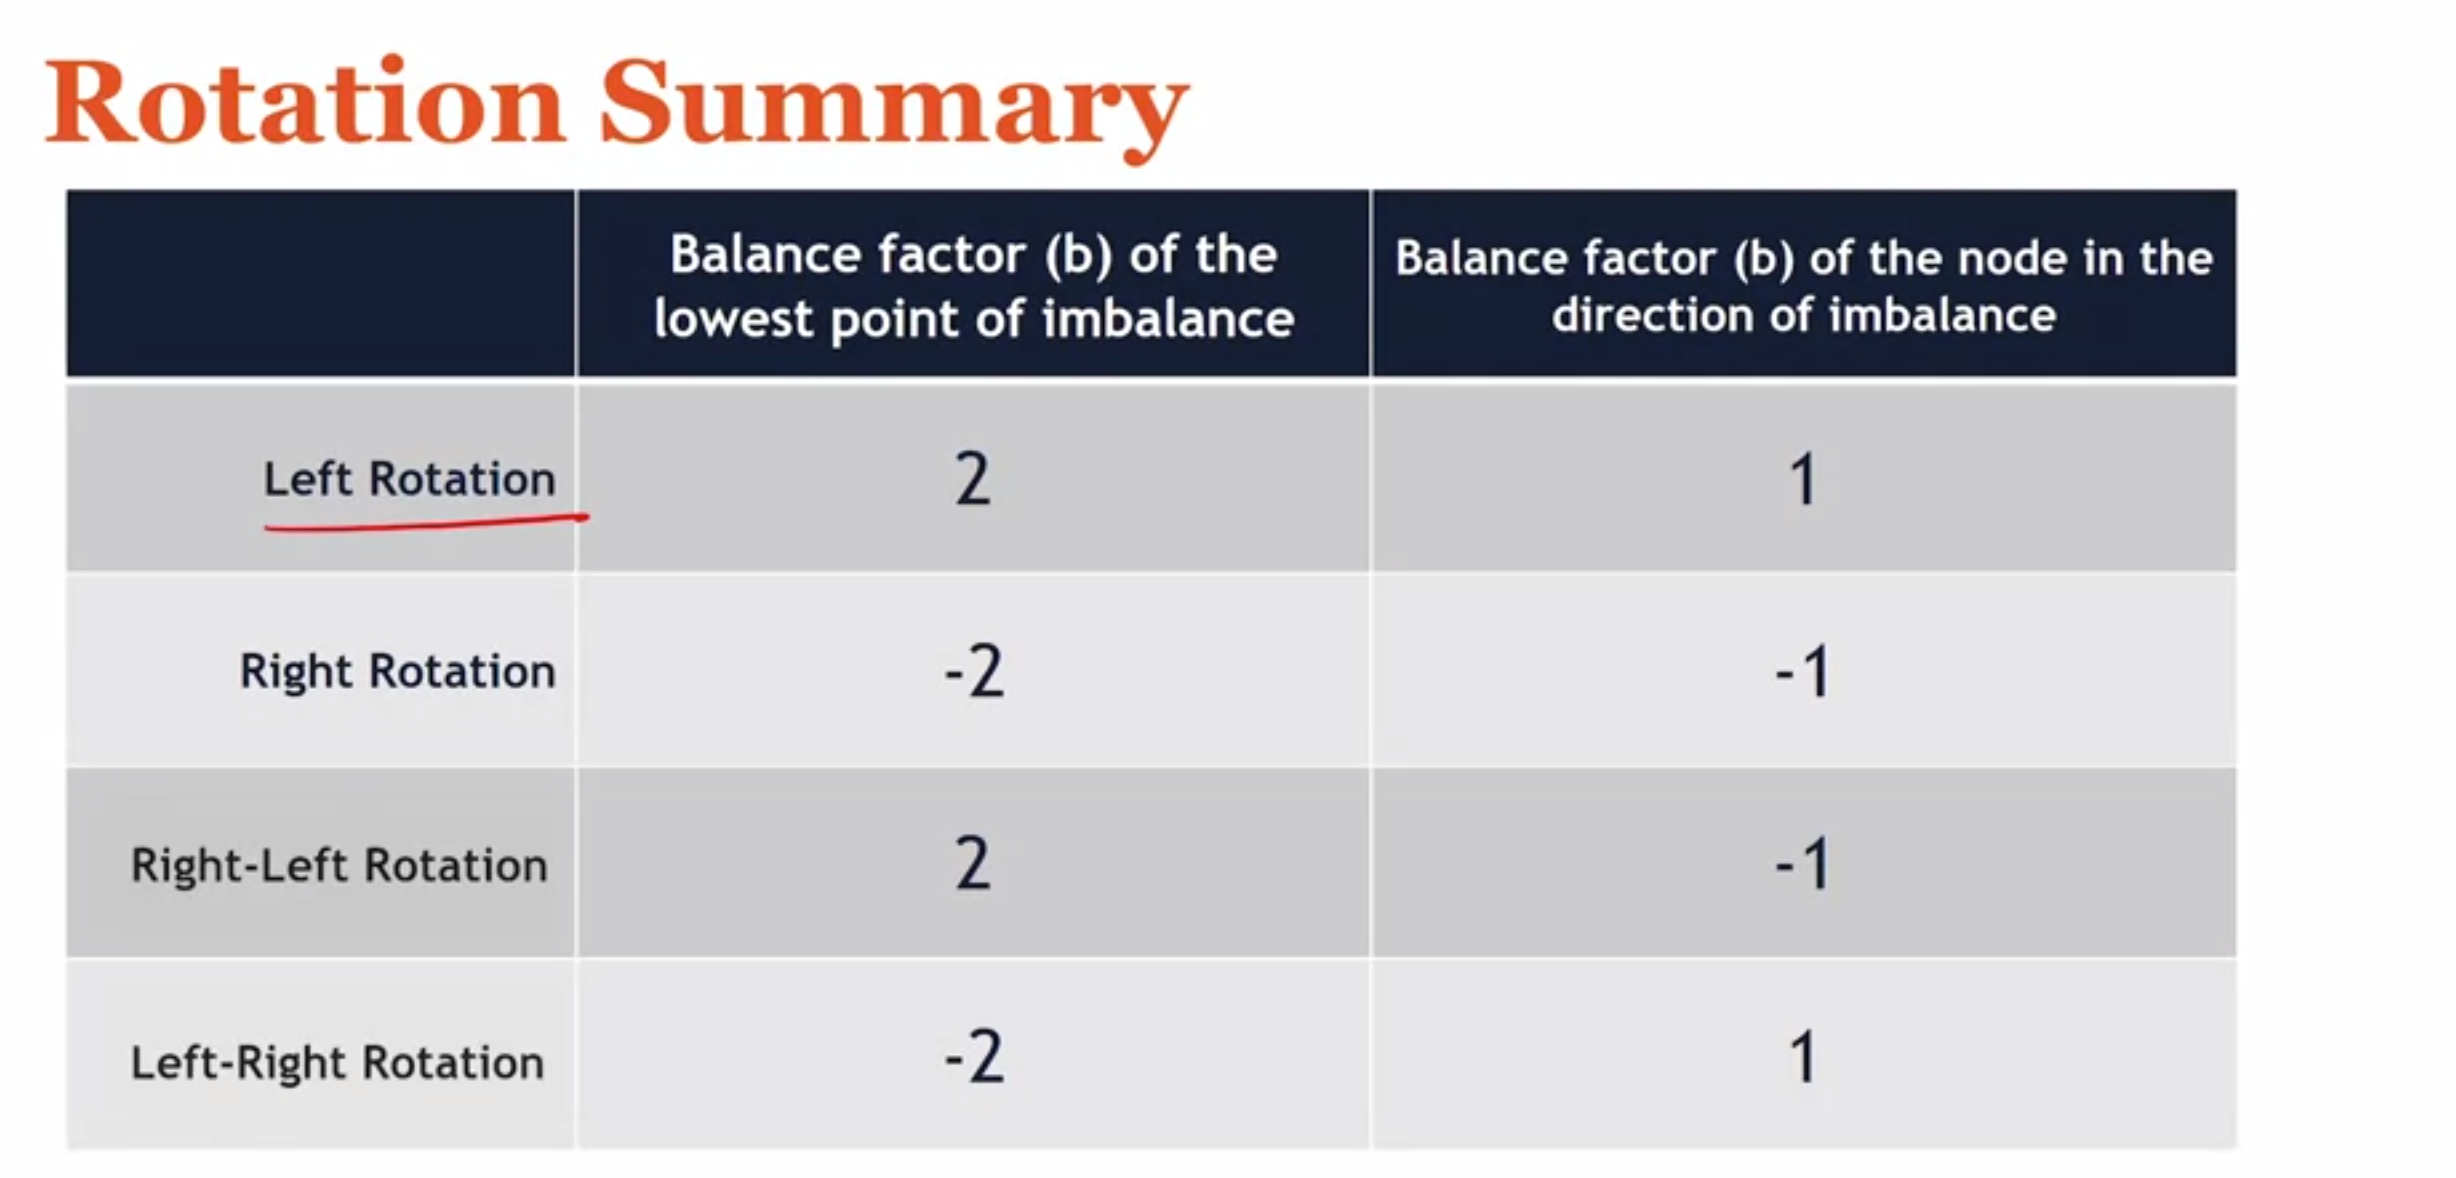 Rotation Summary
Balance factor (b) of the
lowest point of imbalance
Balance factor (b) of the node in the
direction of imbalance
Left Rotation 2 1
Right Rotation -2 -1
Right-Left Rotation 2 -1
Left-Right Rotation -2 1